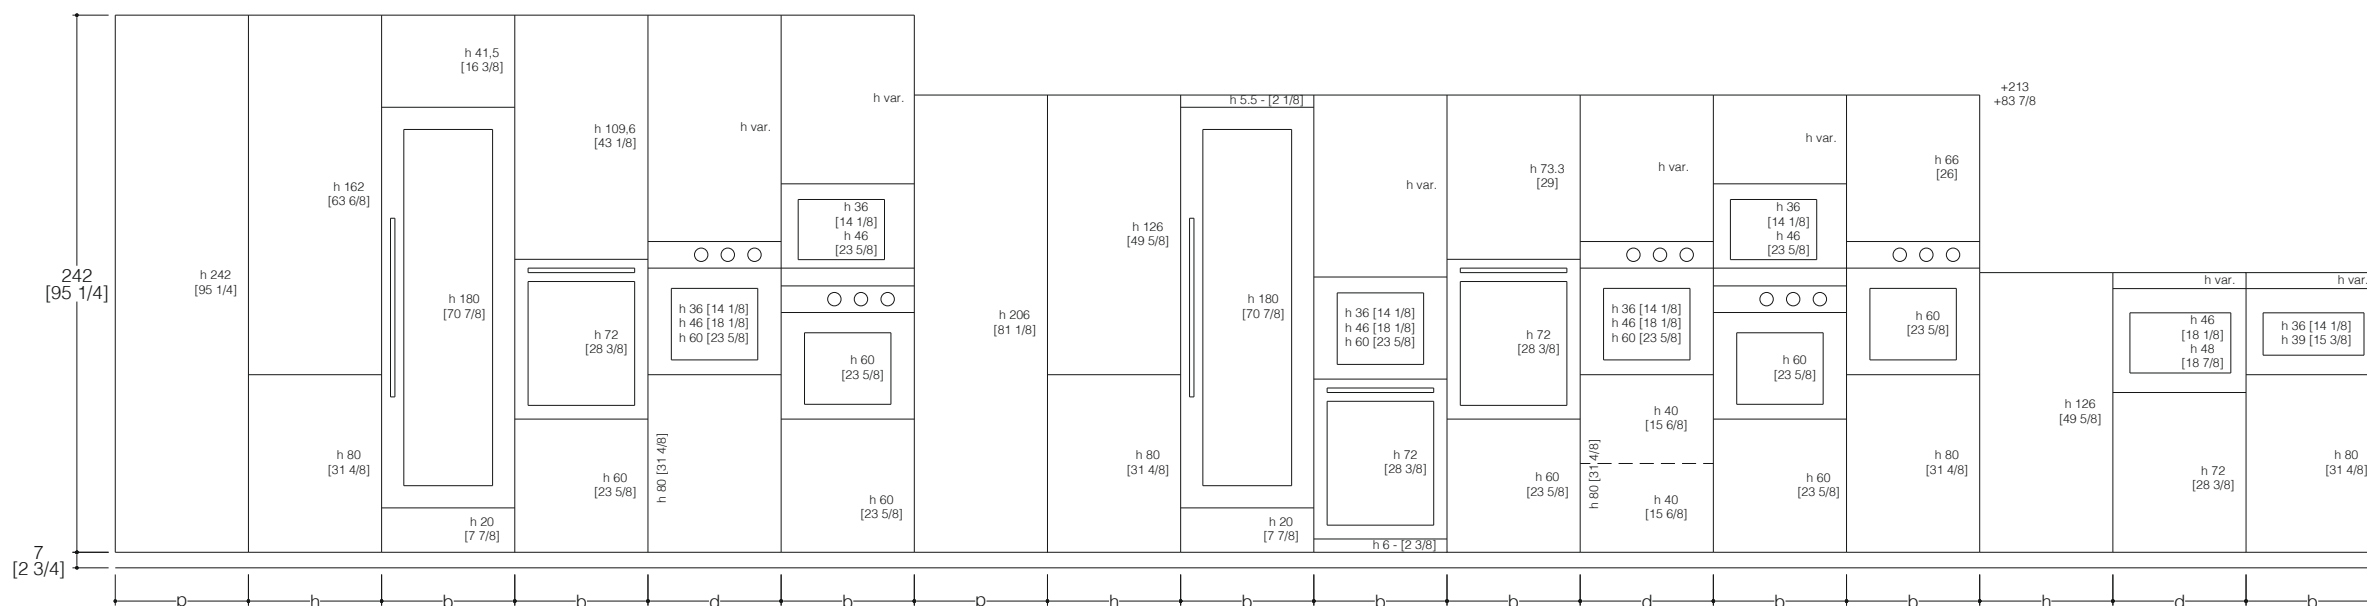 242
[95 1/4]
7
[2 3/4]
h 242
[95 1/4]
h 162
[63 6/8]
h 80
[31 4/8]
h 41,5
[16 3/8]
h 180
[70 7/8]
h 20
[7 7/8]
h 109,6
[43 1/8]
h 72
[28 3/8]
h 60
[23 5/8]
h var.
h 36 [14 1/8]
h 46 [18 1/8]
h 60 [23 5/8]
h 80 [31 4/8]
h var.
h 36
[14 1/8]
h 46
[23 5/8]
h 60
[23 5/8]
h 60
[23 5/8]
h 206
[81 1/8]
h 126
[49 5/8]
h 80
[31 4/8]
h 5.5 - [2 1/8]
h 180
[70 7/8]
h 20
[7 7/8]
h var.
h 36 [14 1/8]
h 46 [18 1/8]
h 60 [23 5/8]
h 72
[28 3/8]
h 6 - [2 3/8]
h 73.3
[29]
h 72
[28 3/8]
h 60
[23 5/8]
h var.
h 36 [14 1/8]
h 46 [18 1/8]
h 60 [23 5/8]
h 40
[15 6/8]
h 80 [31 4/8]
h 40
[15 6/8]
h var.
h 36
[14 1/8]
h 46
[23 5/8]
h 60
[23 5/8]
h 60
[23 5/8]
h 66
[26]
h 60
[23 5/8]
h 80
[31 4/8]
+213
+83 7/8
h 126
[49 5/8]
h var.
h 46
[18 1/8]
h 48
[18 7/8]
h 72
[28 3/8]
h var.
h 36 [14 1/8]
h 39 [15 3/8]
h 80
[31 4/8]